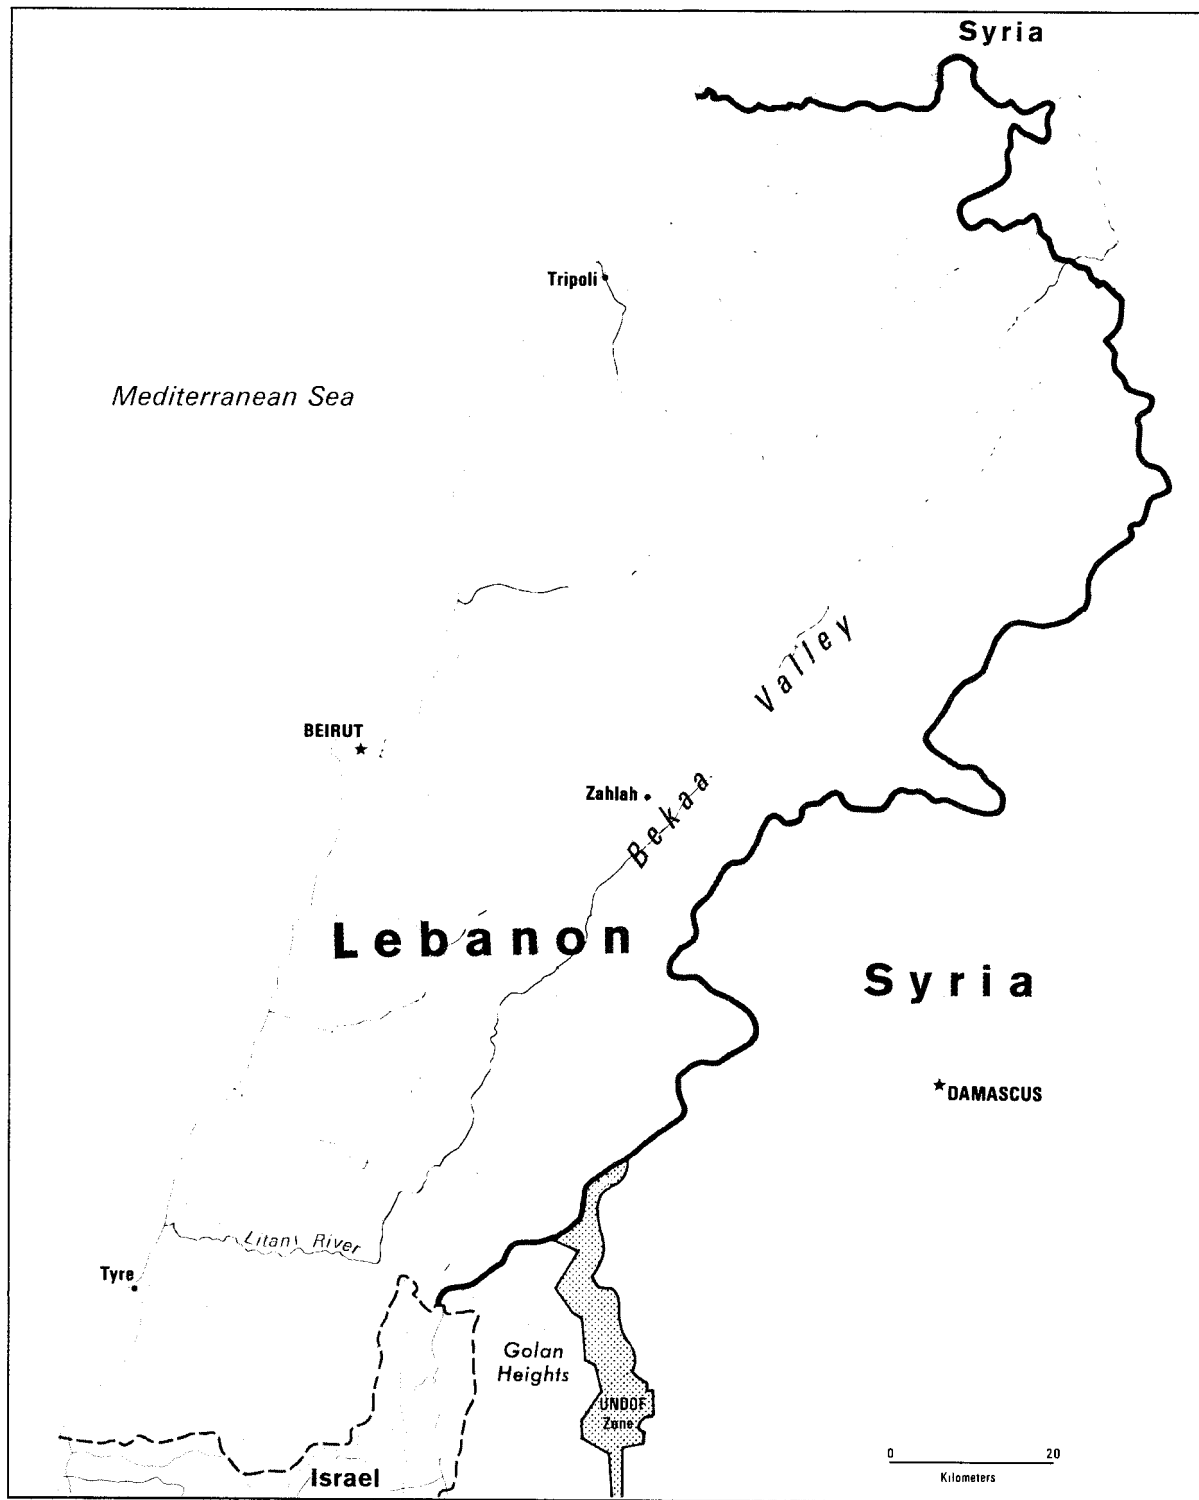 Syria
Tripoli
Mediterranean Sea
Valley
BEIRUT
Zahlah
Bekaa
Lebanon
Syria
DAMASCUS
Litani River
Tyre
Golan
Heights
UNDOF
Zone
Israel
0 20
Kilometers